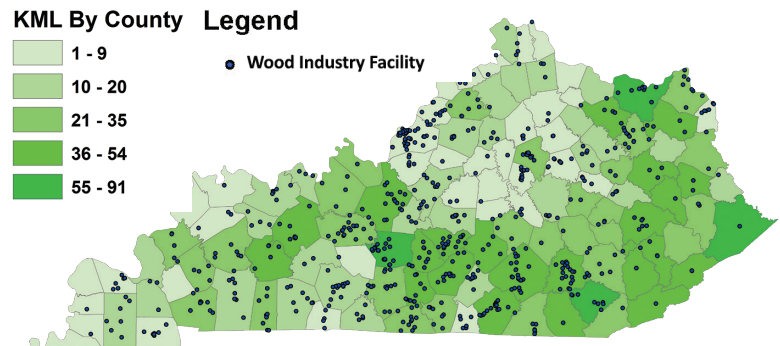 KML By County
1 - 9
10 - 20
21 - 35
36 - 54
55 - 91
Legend
Wood Industry Facility